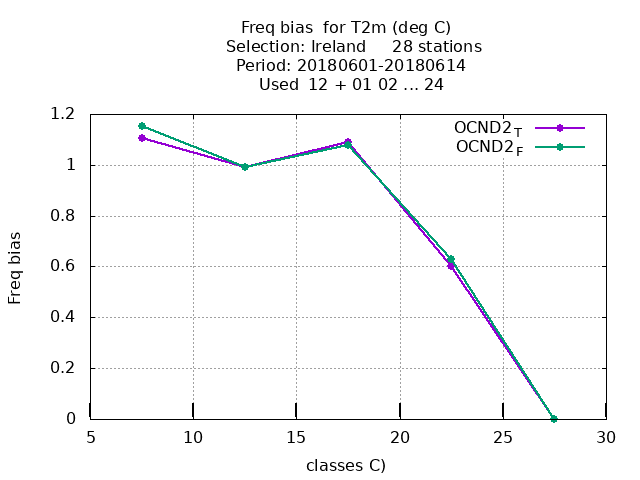 Freq bias  for T2m (deg C)
Selection: Ireland     28 stations
Period: 20180601-20180614
Used  12 + 01 02 ... 24
OCND2T
OCND2F
1.2
1
0.8
0.6
0.4
0.2
0
Freq bias
5
10
15
20
25
30
classes C)